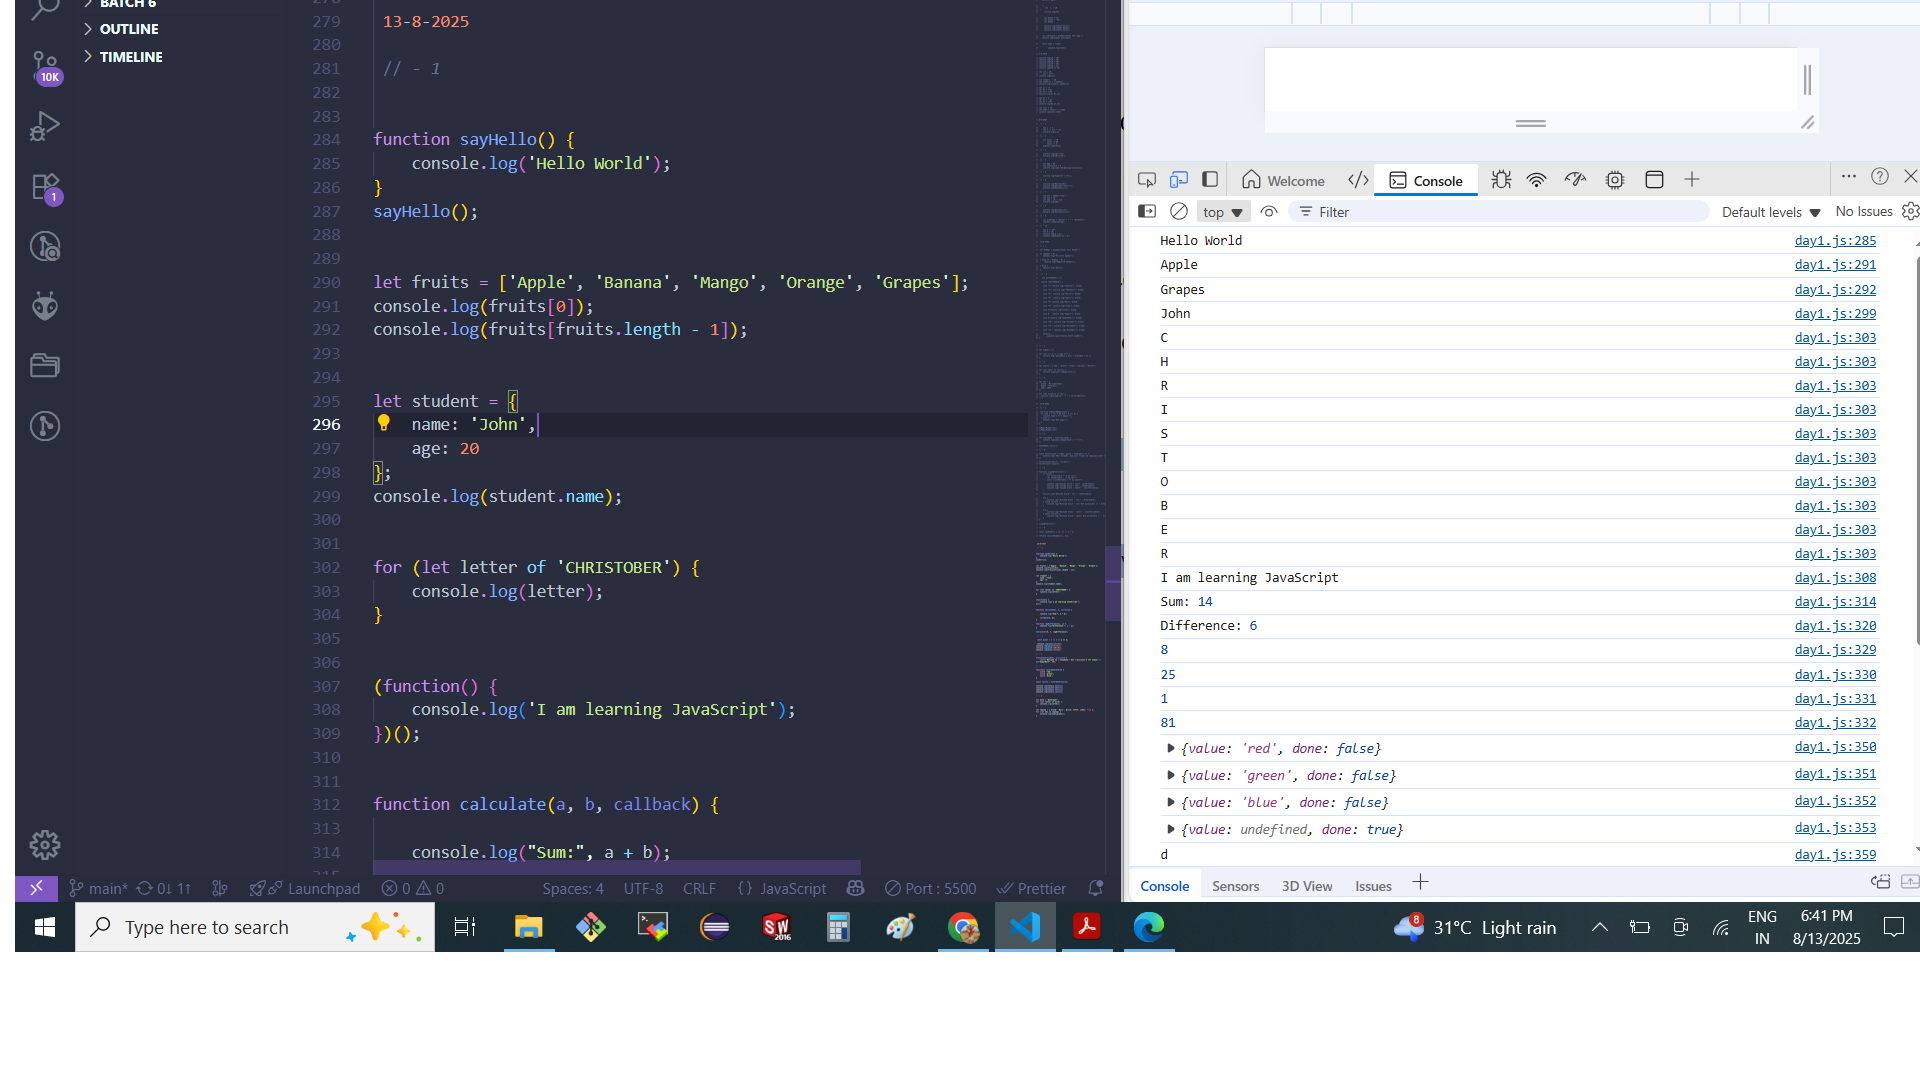 BATCH 6
OUTLINE
TIMELINE
10K
1
279 13-8-2025
280
281 // - 1
282
283
284 function sayHello() {
285 console.log('Hello World');
286 }
287 sayHello();
288
289
290 let fruits = ['Apple', 'Banana', 'Mango', 'Orange', 'Grapes'];
291 console.log(fruits[0]);
292 console.log(fruits[fruits.length - 1]);
293
294
295 let student = {
296 name: 'John',
297 age: 20
298 };
299 console.log(student.name);
300
301
302 for (let letter of 'CHRISTOBER') {
303 console.log(letter);
304 }
305
306
307 (function() {
308 console.log('I am learning JavaScript');
309 })();
310
311
312 function calculate(a, b, callback) {
313
314 console.log("Sum:", a + b);
main* 0↓ 1↑ Launchpad 0 0 Spaces: 4 UTF-8 CRLF {} JavaScript Port : 5500 Prettier
Welcome Console
top Filter Default levels No Issues
Hello World day1.js:285
Apple day1.js:291
Grapes day1.js:292
John day1.js:299
C day1.js:303
H day1.js:303
R day1.js:303
I day1.js:303
S day1.js:303
T day1.js:303
O day1.js:303
B day1.js:303
E day1.js:303
R day1.js:303
I am learning JavaScript day1.js:308
Sum: 14 day1.js:314
Difference: 6 day1.js:320
8 day1.js:329
25 day1.js:330
1 day1.js:331
81 day1.js:332
{value: 'red', done: false} day1.js:350
{value: 'green', done: false} day1.js:351
{value: 'blue', done: false} day1.js:352
{value: undefined, done: true} day1.js:353
d day1.js:359
Console Sensors 3D View Issues
Type here to search
SW 2016
8 31°C Light rain
ENG
IN
6:41 PM
8/13/2025